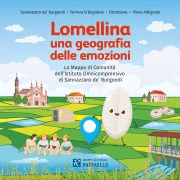 Sannazzaro de' Burgondi • Ferrera Erbognone • Ottobiano • Pieve Albignola
Lomellina
una geografia
delle emozioni
La Mappa di Comunità
dell'Istituto Omnicomprensivo
di Sannazzaro de' Burgondi
RAFFAELLO